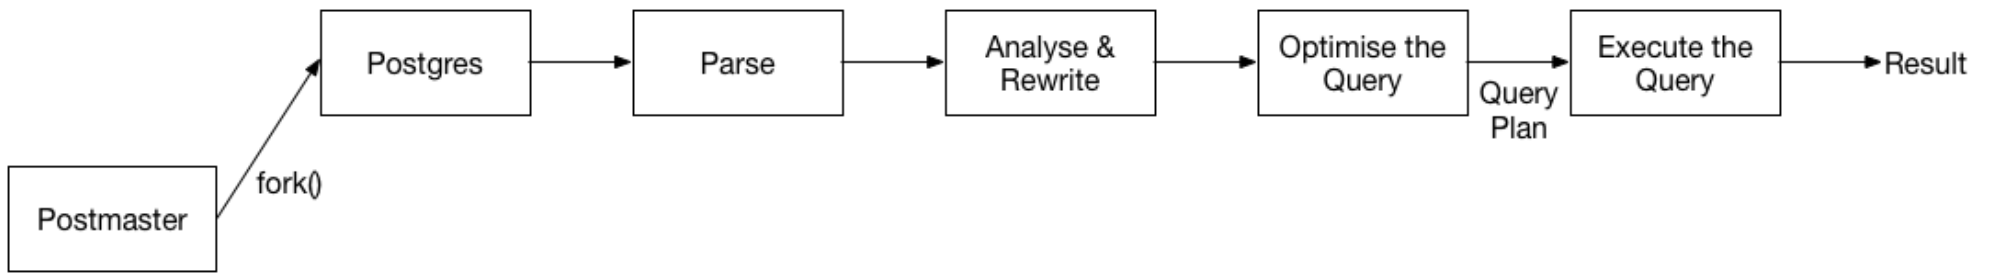 Postgres
Parse
Analyse &
Rewrite
Optimise the
Query
Query
Plan
Execute the
Query
Result
fork()
Postmaster